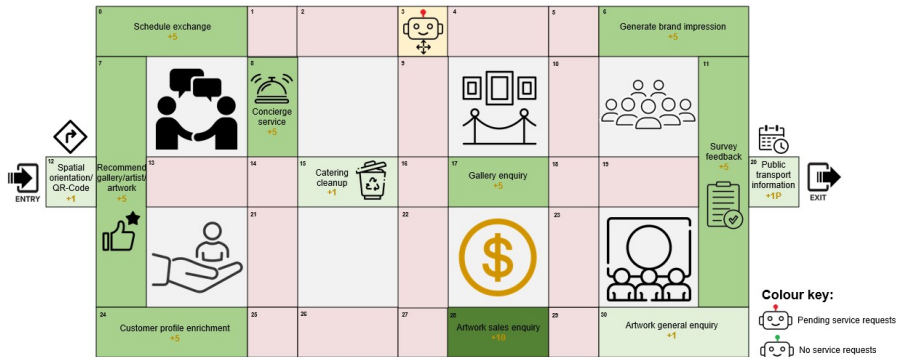 0
Schedule exchange
+5
1
2
3
4
5
6
Generate brand impression
+5
7
8
Concierge
service
+5
9
10
11
Survey
feedback
+5
ENTRY
12
Spatial
orientation/
QR-Code
+1
Recommend
gallery/artist/
artwork
+5
13
14
15
Catering
cleanup
+1
16
17
Gallery enquiry
+5
18
19
20
Public
transport
information
+1P
EXIT
21
22
$
23
24
Customer profile enrichment
+5
25
26
27
28
Artwork sales enquiry
+10
29
30
Artwork general enquiry
+1
Colour key:
Pending service requests
No service requests